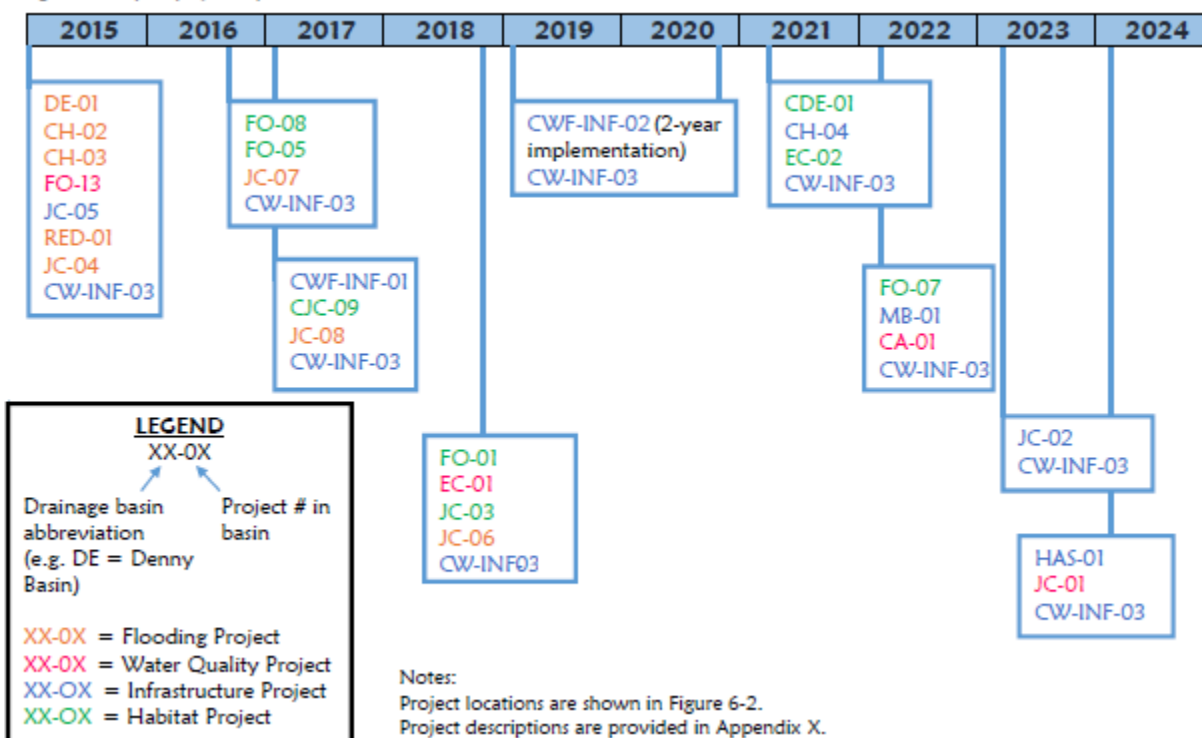 2015 2016 2017 2018 2019 2020 2021 2022 2023 2024
DE-01
CH-02
CH-03
FO-13
JC-05
RED-01
JC-04
CW-INF-03
FO-08
FO-05
JC-07
CW-INF-03
CWF-INF-01
CJC-09
JC-08
CW-INF-03
FO-01
EC-01
JC-03
JC-06
CW-INF03
CWF-INF-02 (2-year
implementation)
CW-INF-03
CDE-01
CH-04
EC-02
CW-INF-03
FO-07
MB-01
CA-01
CW-INF-03
JC-02
CW-INF-03
HAS-01
JC-01
CW-INF-03
LEGEND
XX-0X
Drainage basin
abbreviation
(e.g. DE = Denny
Basin)
Project # in
basin
XX-0X = Flooding Project
XX-0X = Water Quality Project
XX-OX = Infrastructure Project
XX-OX = Habitat Project
Notes:
Project locations are shown in Figure 6-2.
Project descriptions are provided in Appendix X.